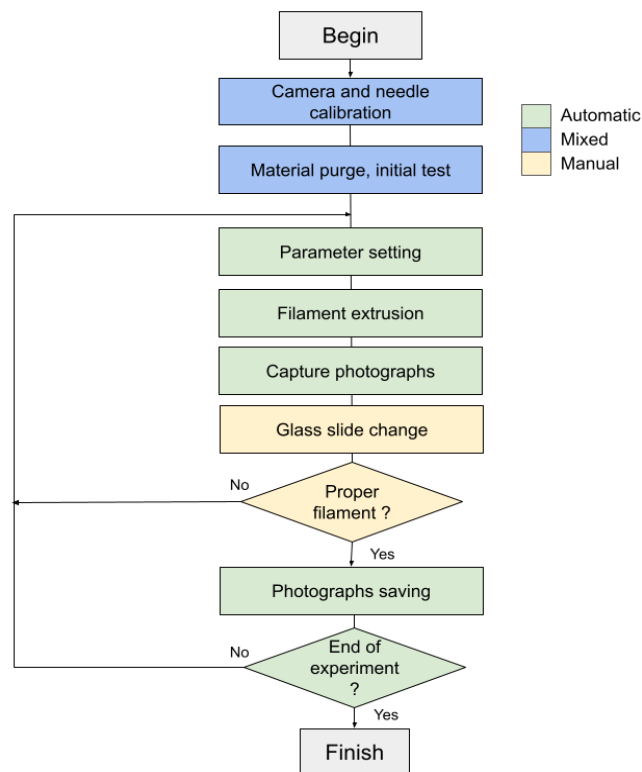 Begin
Camera and needle
calibration
Automatic
Mixed
Manual
Material purge, initial test
Parameter setting
Filament extrusion
Capture photographs
Glass slide change
No
Proper
filament ?
Yes
Photographs saving
No
End of
experiment
?
Yes
Finish